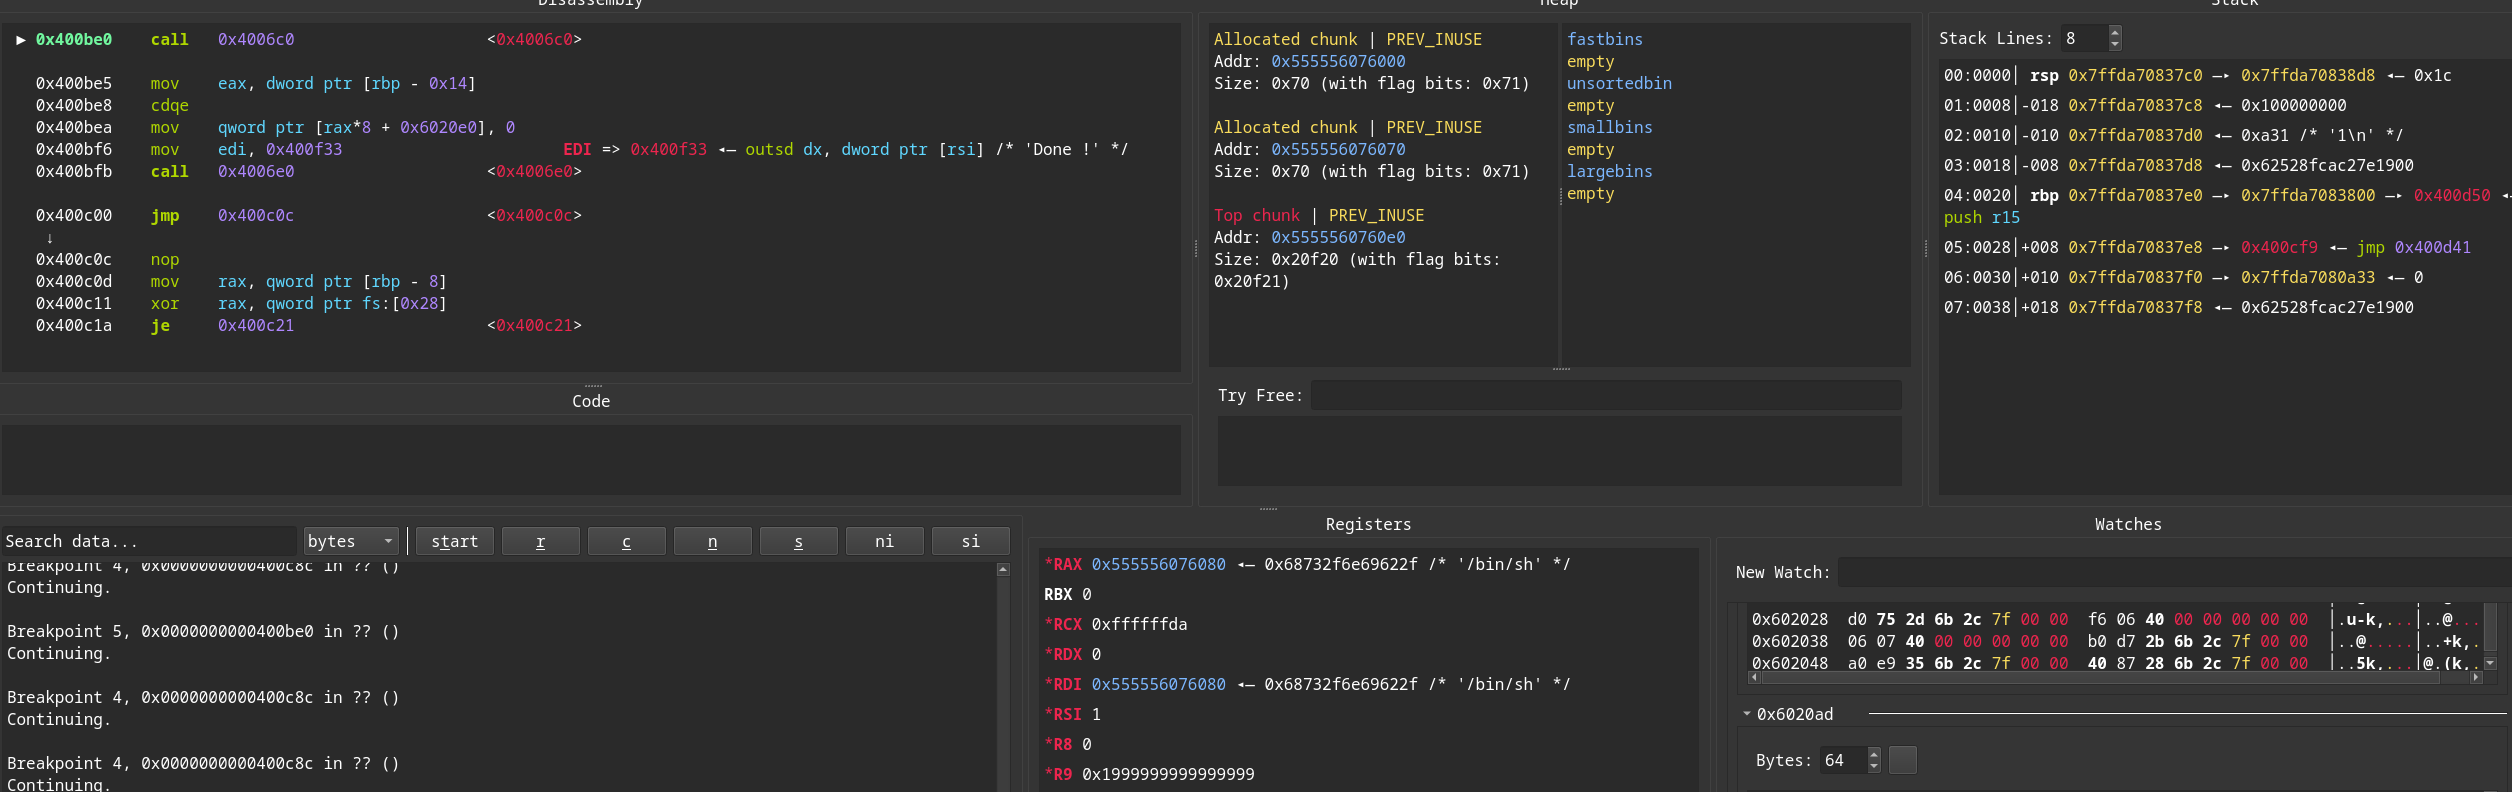 Disassembly
► 0x400be0 call 0x4006c0 <0x4006c0>
0x400be5 mov eax, dword ptr [rbp - 0x14]
0x400be8 cdqe
0x400bea mov qword ptr [rax*8 + 0x6020e0], 0
0x400bf6 mov edi, 0x400f33 EDI => 0x400f33 ◂— outsd dx, dword ptr [rsi] /* 'Done !' */
0x400bfb call 0x4006e0 <0x4006e0>
0x400c00 jmp 0x400c0c <0x400c0c>
↓
0x400c0c nop
0x400c0d mov rax, qword ptr [rbp - 8]
0x400c11 xor rax, qword ptr fs:[0x28]
0x400c1a je 0x400c21 <0x400c21>
Code
Heap
Allocated chunk | PREV_INUSE
Addr: 0x555556076000
Size: 0x70 (with flag bits: 0x71)
Allocated chunk | PREV_INUSE
Addr: 0x555556076070
Size: 0x70 (with flag bits: 0x71)
Top chunk | PREV_INUSE
Addr: 0x5555560760e0
Size: 0x20f20 (with flag bits:
0x20f21)
fastbins
empty
unsortedbin
empty
smallbins
empty
largebins
empty
Try Free:
Stack
Stack Lines: 8
00:0000│ rsp 0x7ffda70837c0 —▸ 0x7ffda70838d8 ◂— 0x1c
01:0008│-018 0x7ffda70837c8 ◂— 0x100000000
02:0010│-010 0x7ffda70837d0 ◂— 0xa31 /* '1\n' */
03:0018│-008 0x7ffda70837d8 ◂— 0x62528fcac27e1900
04:0020│ rbp 0x7ffda70837e0 —▸ 0x7ffda7083800 —▸ 0x400d50 ◂—
push r15
05:0028│+008 0x7ffda70837e8 —▸ 0x400cf9 ◂— jmp 0x400d41
06:0030│+010 0x7ffda70837f0 —▸ 0x7ffda7080a33 ◂— 0
07:0038│+018 0x7ffda70837f8 ◂— 0x62528fcac27e1900
Search data... bytes start r c n s ni si
Breakpoint 4, 0x0000000000400c8c in ?? ()
Continuing.
Breakpoint 5, 0x0000000000400be0 in ?? ()
Continuing.
Breakpoint 4, 0x0000000000400c8c in ?? ()
Continuing.
Breakpoint 4, 0x0000000000400c8c in ?? ()
Continuing.
Registers
*RAX 0x555556076080 ◂— 0x68732f6e69622f /* '/bin/sh' */
RBX 0
*RCX 0xffffffda
*RDX 0
*RDI 0x555556076080 ◂— 0x68732f6e69622f /* '/bin/sh' */
*RSI 1
*R8 0
*R9 0x1999999999999999
Watches
New Watch:
0x602028 d0 75 2d 6b 2c 7f 00 00 f6 06 40 00 00 00 00 00 |.u-k,...|..@...
0x602038 06 07 40 00 00 00 00 00 b0 d7 2b 6b 2c 7f 00 00 |..@.....|..+k,.
0x602048 a0 e9 35 6b 2c 7f 00 00 40 87 28 6b 2c 7f 00 00 |..5k,...|@.(k,.
0x6020ad
Bytes: 64